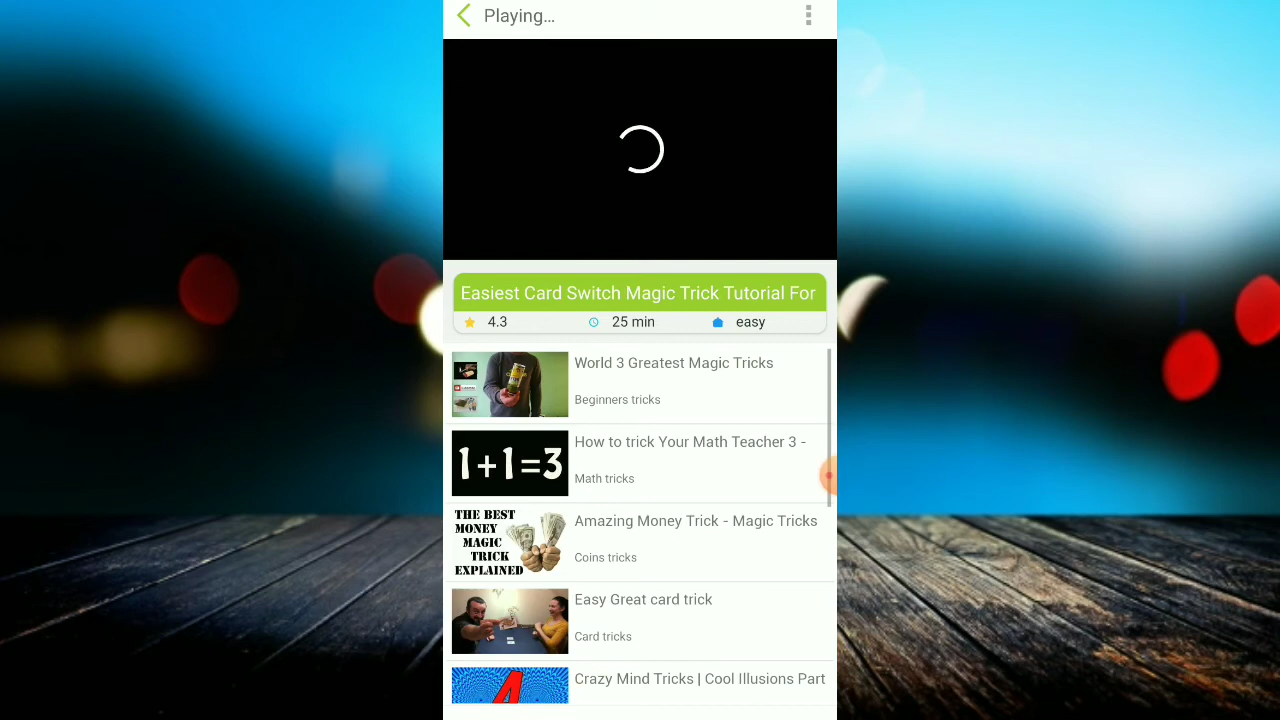 Playing...
Easiest Card Switch Magic Trick Tutorial For
4.3
25 min
easy
World 3 Greatest Magic Tricks
Beginners tricks
1+1=3
How to trick Your Math Teacher 3 -
Math tricks
THE BEST
MONEY
MAGIC
TRICK
EXPLAINED
Amazing Money Trick - Magic Tricks
Coins tricks
Easy Great card trick
Card tricks
Crazy Mind Tricks | Cool Illusions Part